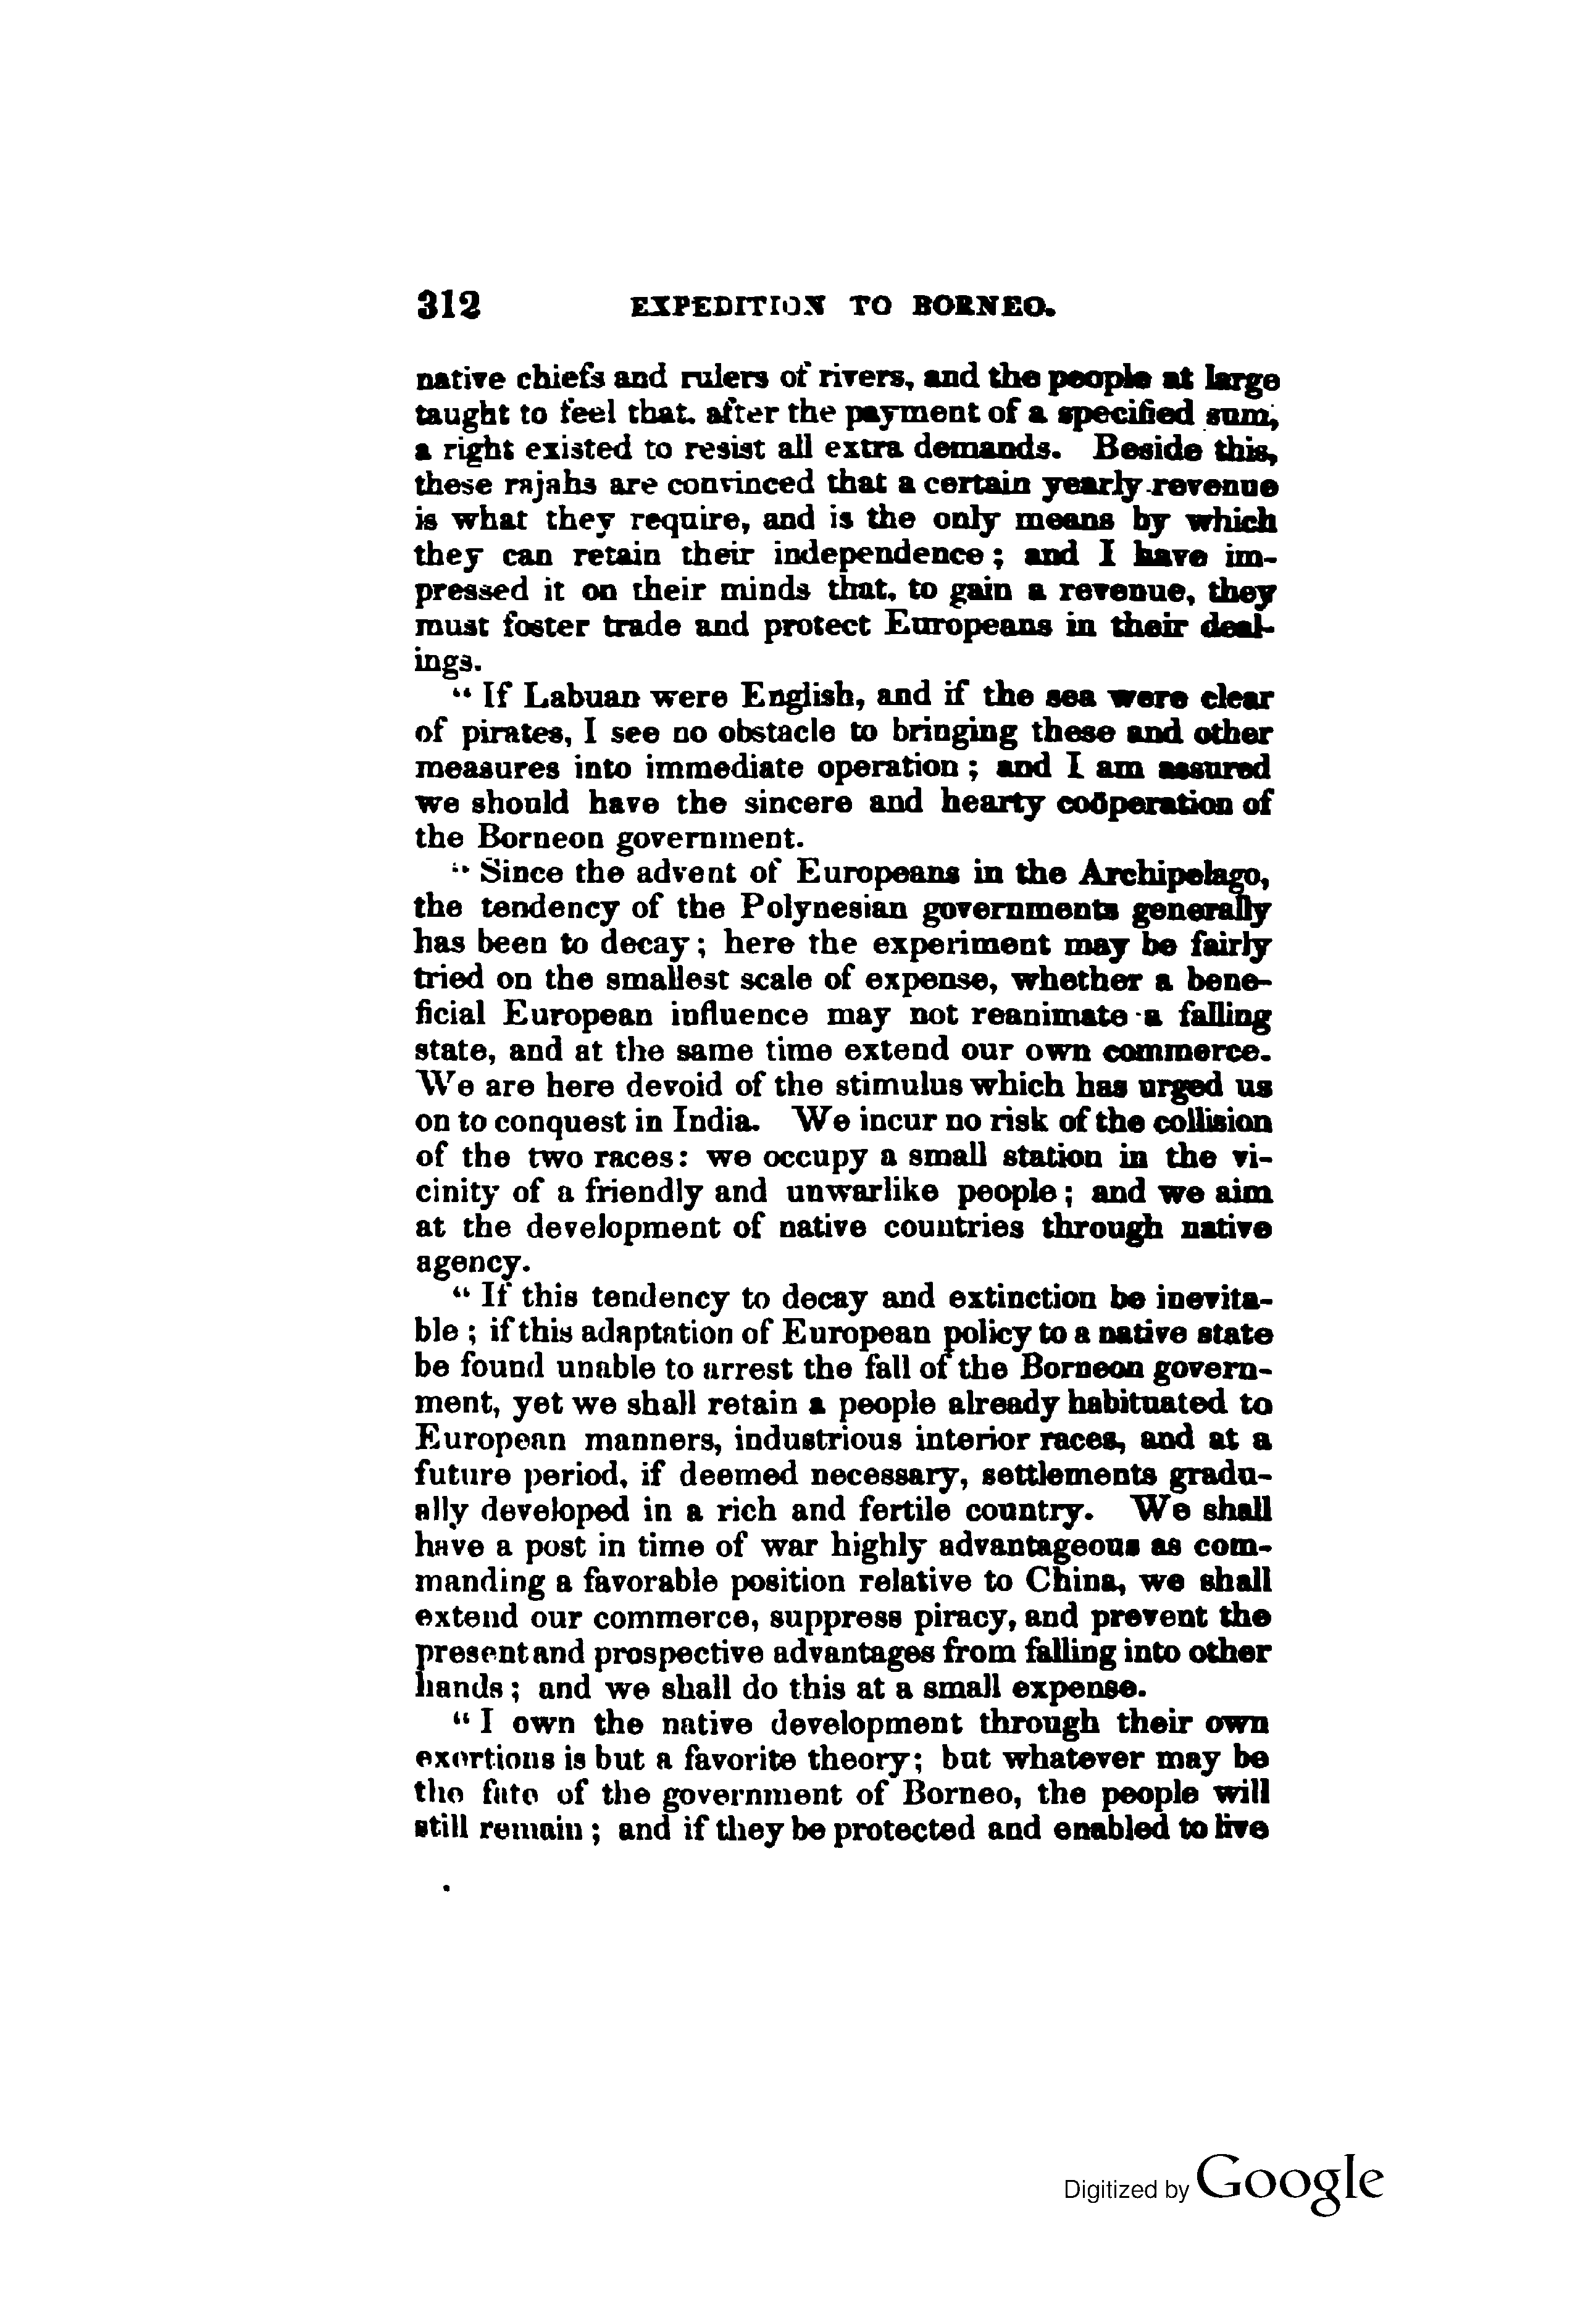 312 EXPEDITION TO BORNEO.
native chiefs and rulers of rivers, and the people at large
taught to feel that, after the payment of a specified sum,
a right existed to resist all extra demands. Beside this,
these rajahs are convinced that a certain yearly revenue
is what they require, and is the only means by which
they can retain their independence; and I have im-
pressed it on their minds that, to gain a revenue, they
must foster trade and protect Europeans in their deal-
ings.
“ If Labuan were English, and if the sea were clear
of pirates, I see no obstacle to bringing these and other
measures into immediate operation; and I am assured
we should have the sincere and hearty coöperation of
the Borneon government.
“ Since the advent of Europeans in the Archipelago,
the tendency of the Polynesian governments generally
has been to decay; here the experiment may be fairly
tried on the smallest scale of expense, whether a bene-
ficial European influence may not reanimate a falling
state, and at the same time extend our own commerce.
We are here devoid of the stimulus which has urged us
on to conquest in India. We incur no risk of the collision
of the two races: we occupy a small station in the vi-
cinity of a friendly and unwarlike people; and we aim
at the development of native countries through native
agency.
“ If this tendency to decay and extinction be inevita-
ble; if this adaptation of European policy to a native state
be found unable to arrest the fall of the Borneon govern-
ment, yet we shall retain a people already habituated to
European manners, industrious interior races, and at a
future period, if deemed necessary, settlements gradu-
ally developed in a rich and fertile country. We shall
have a post in time of war highly advantageous as com-
manding a favorable position relative to China, we shall
extend our commerce, suppress piracy, and prevent the
present and prospective advantages from falling into other
hands; and we shall do this at a small expense.
“ I own the native development through their own
exertions is but a favorite theory; but whatever may be
the fate of the government of Borneo, the people will
still remain; and if they be protected and enabled to live
Digitized by Google